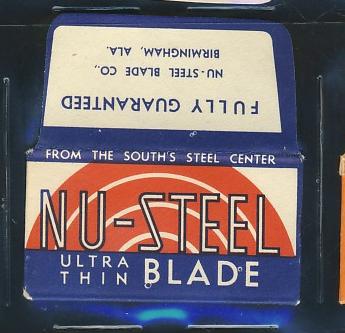 FULLY GUARANTEED
NU-STEEL BLADE CO.,
BIRMINGHAM, ALA.
FROM THE SOUTH'S STEEL CENTER
NU-STEEL
ULTRA THIN BLADE